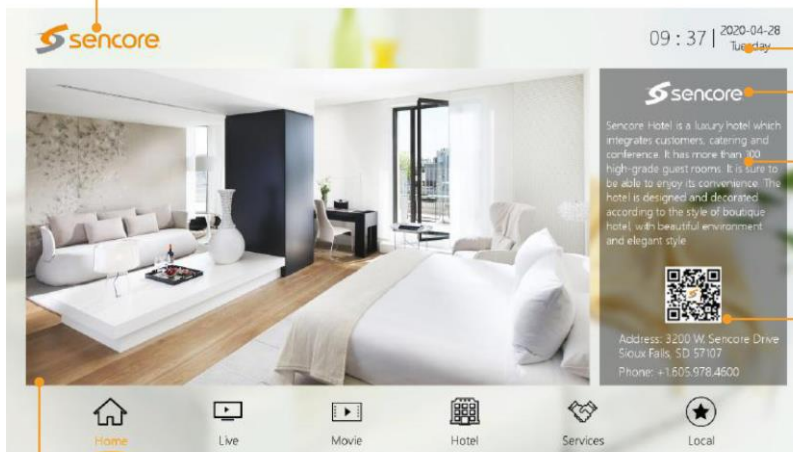 sencore
09 : 37 | 2020-04-28
Tuesday
sencore
Sencore Hotel is a luxury hotel which
integrates customers, catering and
conference. It has more than 300
high-grade guest rooms. It is sure to
be able to enjoy its convenience. The
hotel is designed and decorated
according to the style of boutique
hotel, with beautiful environment
and elegant style
Address: 3200 W. Sencore Drive
Sioux Falls, SD 57107
Phone: +1.605.978.4600
Home Live Movie Hotel Services Local